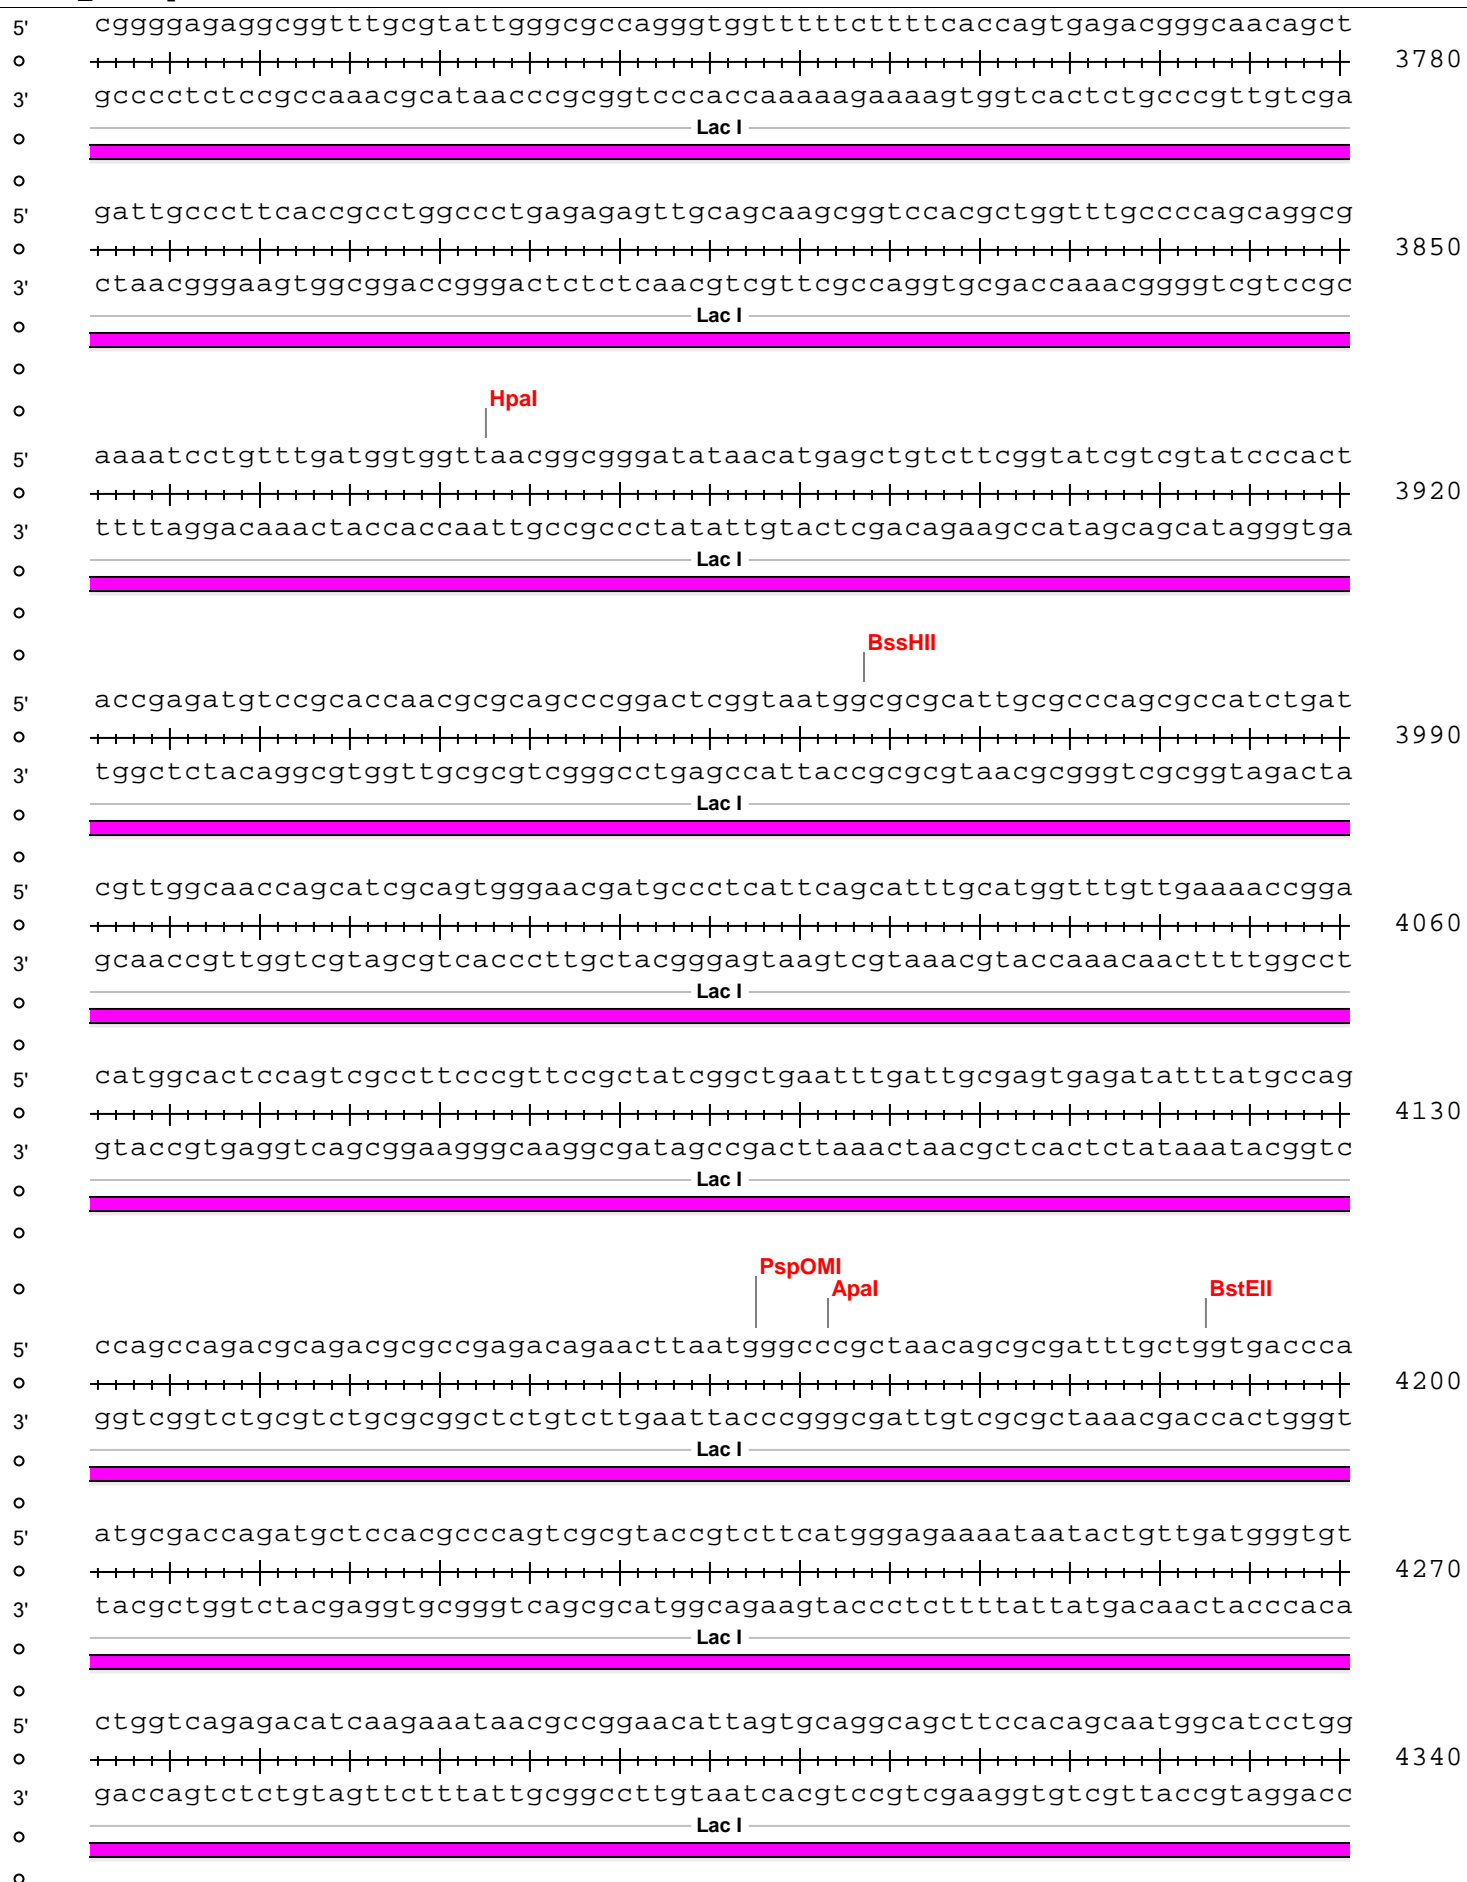 5' cggggagaggcggtttgcgtattgggcgccagggtggtttttcttttcaccagtgagacgggcaacagct
3780
3' gcccctctccgccaaacgcataacccgcggtcccaccaaaaagaaaagtggtcactctgcccgttgtcga
Lac I
5' gattgcccttcaccgcctggccctgagagagttgcagcaagcggtccacgctggtttgccccagcaggcg
3850
3' ctaacgggaagtggcggaccgggactctctcaacgtcgttcgccaggtgcgaccaaacggggtcgtccgc
Lac I
HpaI
5' aaaatcctgtttgatggtggttaacggcgggatataacatgagctgtcttcggtatcgtcgtatcccact
3920
3' ttttaggacaaactaccaccaattgccgccctatattgtactcgacagaagccatagcagcatagggtga
Lac I
BssHII
5' accgagatgtccgcaccaacgcgcagcccggactcggtaatggcgcgcattgcgcccagcgccatctgat
3990
3' tggctctacaggcgtggttgcgcgtcgggcctgagccattaccgcgcgtaacgcgggtcgcggtagacta
Lac I
5' cgttggcaaccagcatcgcagtgggaacgatgccctcattcagcatttgcatggtttgttgaaaaccgga
4060
3' gcaaccgttggtcgtagcgtcacccttgctacgggagtaagtcgtaaacgtaccaaacaacttttggcct
Lac I
5' catggcactccagtcgccttcccgttccgctatcggctgaatttgattgcgagtgagatatttatgccag
4130
3' gtaccgtgaggtcagcggaagggcaaggcgatagccgacttaaactaacgctcactctataaatacggtc
Lac I
PspOMI
ApaI BstEII
5' ccagccagacgcagacgcgccgagacagaacttaatgggcccgctaacagcgcgatttgctggtgaccca
4200
3' ggtcggtctgcgtctgcgcggctctgtcttgaattacccgggcgattgtcgcgctaaacgaccactgggt
Lac I
5' atgcgaccagatgctccacgcccagtcgcgtaccgtcttcatgggagaaaataatactgttgatgggtgt
4270
3' tacgctggtctacgaggtgcgggtcagcgcatggcagaagtaccctcttttattatgacaactacccaca
Lac I
5' ctggtcagagacatcaagaaataacgccggaacattagtgcaggcagcttccacagcaatggcatcctgg
4340
3' gaccagtctctgtagttctttattgcggccttgtaatcacgtccgtcgaaggtgtcgttaccgtaggacc
Lac I